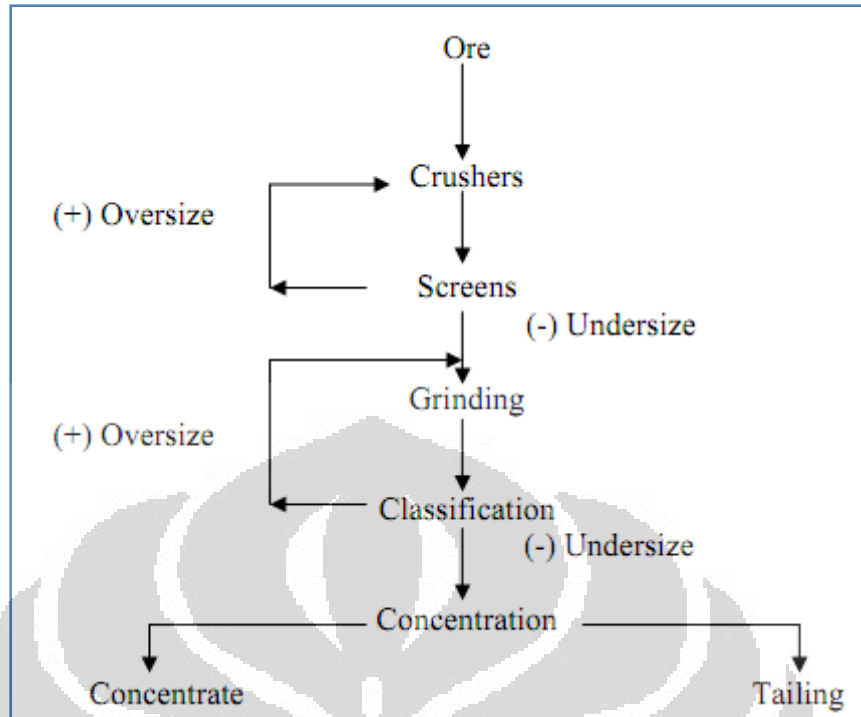 Ore
Crushers
(+) Oversize
Screens
(-) Undersize
Grinding
(+) Oversize
Classification
(-) Undersize
Concentration
Concentrate
Tailing